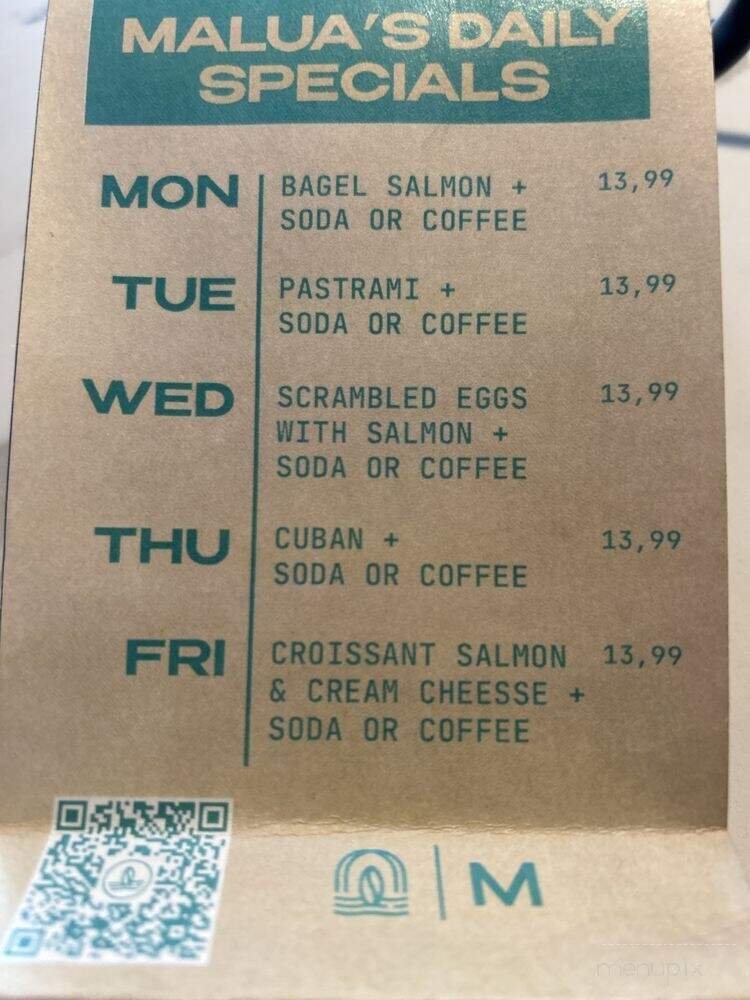 MALUA'S DAILY
SPECIALS
MON
BAGEL SALMON + 13,99
SODA OR COFFEE
TUE
PASTRAMI + 13,99
SODA OR COFFEE
WED
SCRAMBLED EGGS 13,99
WITH SALMON +
SODA OR COFFEE
THU
CUBAN + 13,99
SODA OR COFFEE
FRI
CROISSANT SALMON 13,99
& CREAM CHEESSE +
SODA OR COFFEE
M
menupix